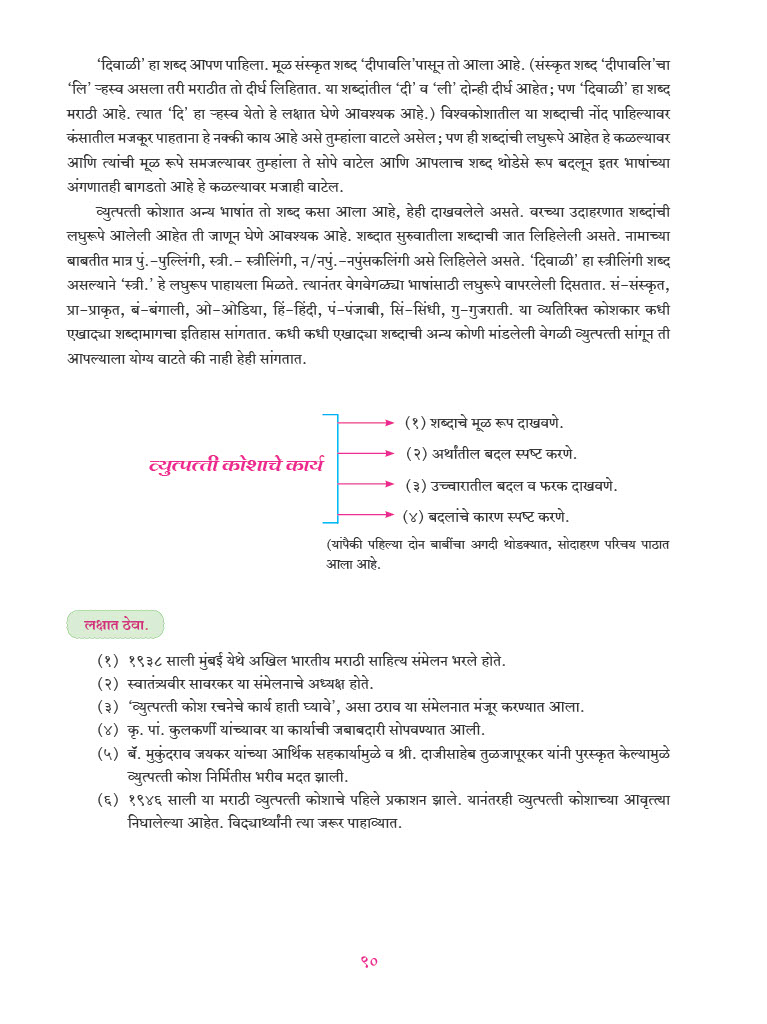 ‘दिवाळी’ हा शब्द आपण पाहिला. मूळ संस्कृत शब्द ‘दीपावलि’पासून तो आला आहे. (संस्कृत शब्द ‘दीपावलि’चा
‘लि’ ऱ्हस्व असला तरी मराठीत तो दीर्घ लिहितात. या शब्दांतील ‘दी’ व ‘ली’ दोन्ही दीर्घ आहेत; पण ‘दिवाळी’ हा शब्द
मराठी आहे. त्यात ‘दि’ हा ऱ्हस्व येतो हे लक्षात घेणे आवश्यक आहे.) विश्वकोशातील या शब्दाची नोंद पाहिल्यावर
कंसातील मजकूर पाहताना हे नक्की काय आहे असे तुम्हांला वाटले असेल; पण ही शब्दांची लघुरूपे आहेत हे कळल्यावर
आणि त्यांची मूळ रूपे समजल्यावर तुम्हांला ते सोपे वाटेल आणि आपलाच शब्द थोडेसे रूप बदलून इतर भाषांच्या
अंगणातही बागडतो आहे हे कळल्यावर मजाही वाटेल.
व्युत्पत्ती कोशात अन्य भाषांत तो शब्द कसा आला आहे, हेही दाखवलेले असते. वरच्या उदाहरणात शब्दांची
लघुरूपे आलेली आहेत ती जाणून घेणे आवश्यक आहे. शब्दात सुरुवातीला शब्दाची जात लिहिलेली असते. नामाच्या
बाबतीत मात्र पुं.-पुल्लिंगी, स्त्री.- स्त्रीलिंगी, न/नपुं.-नपुंसकलिंगी असे लिहिलेले असते. ‘दिवाळी’ हा स्त्रीलिंगी शब्द
असल्याने ‘स्त्री.’ हे लघुरूप पाहायला मिळते. त्यानंतर वेगवेगळ्या भाषांसाठी लघुरूपे वापरलेली दिसतात. सं-संस्कृत,
प्रा-प्राकृत, बं-बंगाली, ओ-ओडिया, हिं-हिंदी, पं-पंजाबी, सिं-सिंधी, गु-गुजराती. या व्यतिरिक्त कोशकार कधी
एखाद्या शब्दामागचा इतिहास सांगतात. कधी कधी एखाद्या शब्दाची अन्य कोणी मांडलेली वेगळी व्युत्पत्ती सांगून ती
आपल्याला योग्य वाटते की नाही हेही सांगतात.
व्युत्पत्ती कोशाचे कार्य
(१) शब्दाचे मूळ रूप दाखवणे.
(२) अर्थांतील बदल स्पष्ट करणे.
(३) उच्चारातील बदल व फरक दाखवणे.
(४) बदलांचे कारण स्पष्ट करणे.
(यांपैकी पहिल्या दोन बाबींचा अगदी थोडक्यात, सोदाहरण परिचय पाठात
आला आहे.
लक्षात ठेवा.
(१) १९३८ साली मुंबई येथे अखिल भारतीय मराठी साहित्य संमेलन भरले होते.
(२) स्वातंत्र्यवीर सावरकर या संमेलनाचे अध्यक्ष होते.
(३) ‘व्युत्पत्ती कोश रचनेचे कार्य हाती घ्यावे’, असा ठराव या संमेलनात मंजूर करण्यात आला.
(४) कृ. पां. कुलकर्णी यांच्यावर या कार्याची जबाबदारी सोपवण्यात आली.
(५) बॅ. मुकुंदराव जयकर यांच्या आर्थिक सहकार्यामुळे व श्री. दाजीसाहेब तुळजापूरकर यांनी पुरस्कृत केल्यामुळे
व्युत्पत्ती कोश निर्मितीस भरीव मदत झाली.
(६) १९४६ साली या मराठी व्युत्पत्ती कोशाचे पहिले प्रकाशन झाले. यानंतरही व्युत्पत्ती कोशाच्या आवृत्त्या
निघालेल्या आहेत. विद्यार्थ्यांनी त्या जरूर पाहाव्यात.
९०